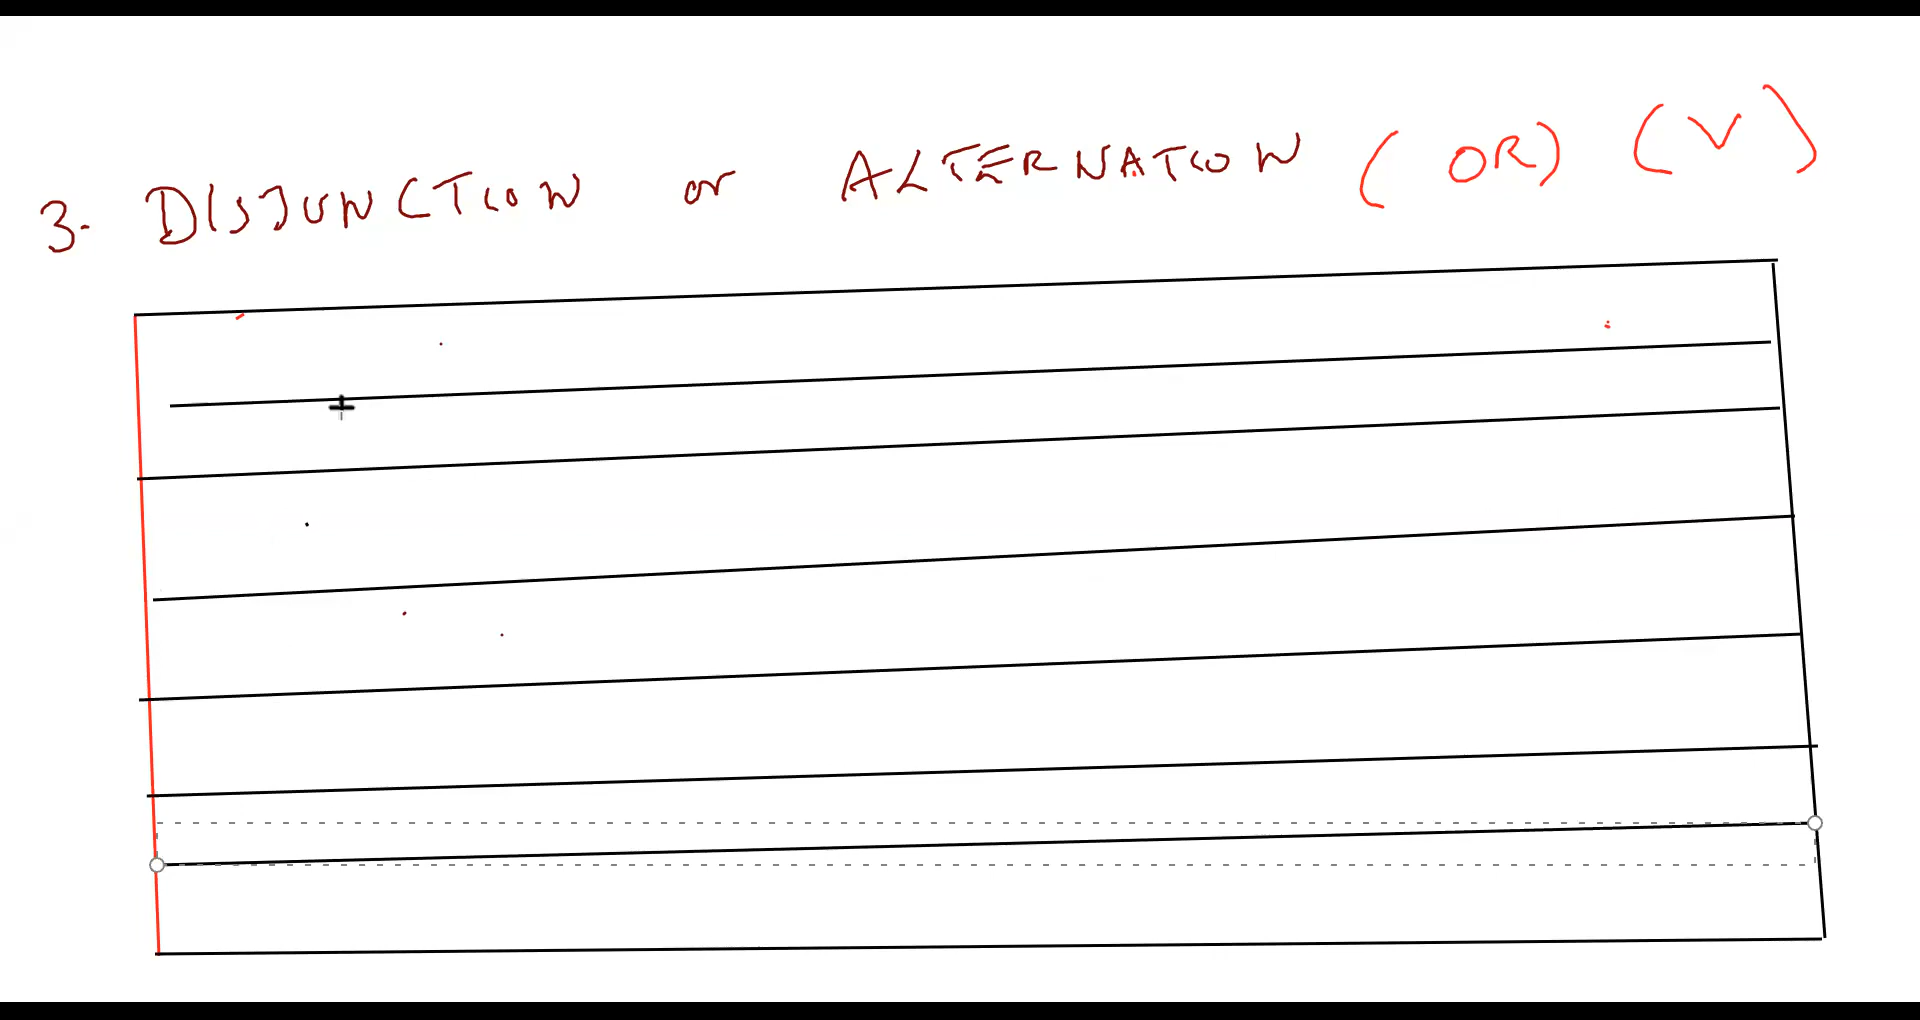 3. DISJUNCTION or ALTERNATION (OR) (V)